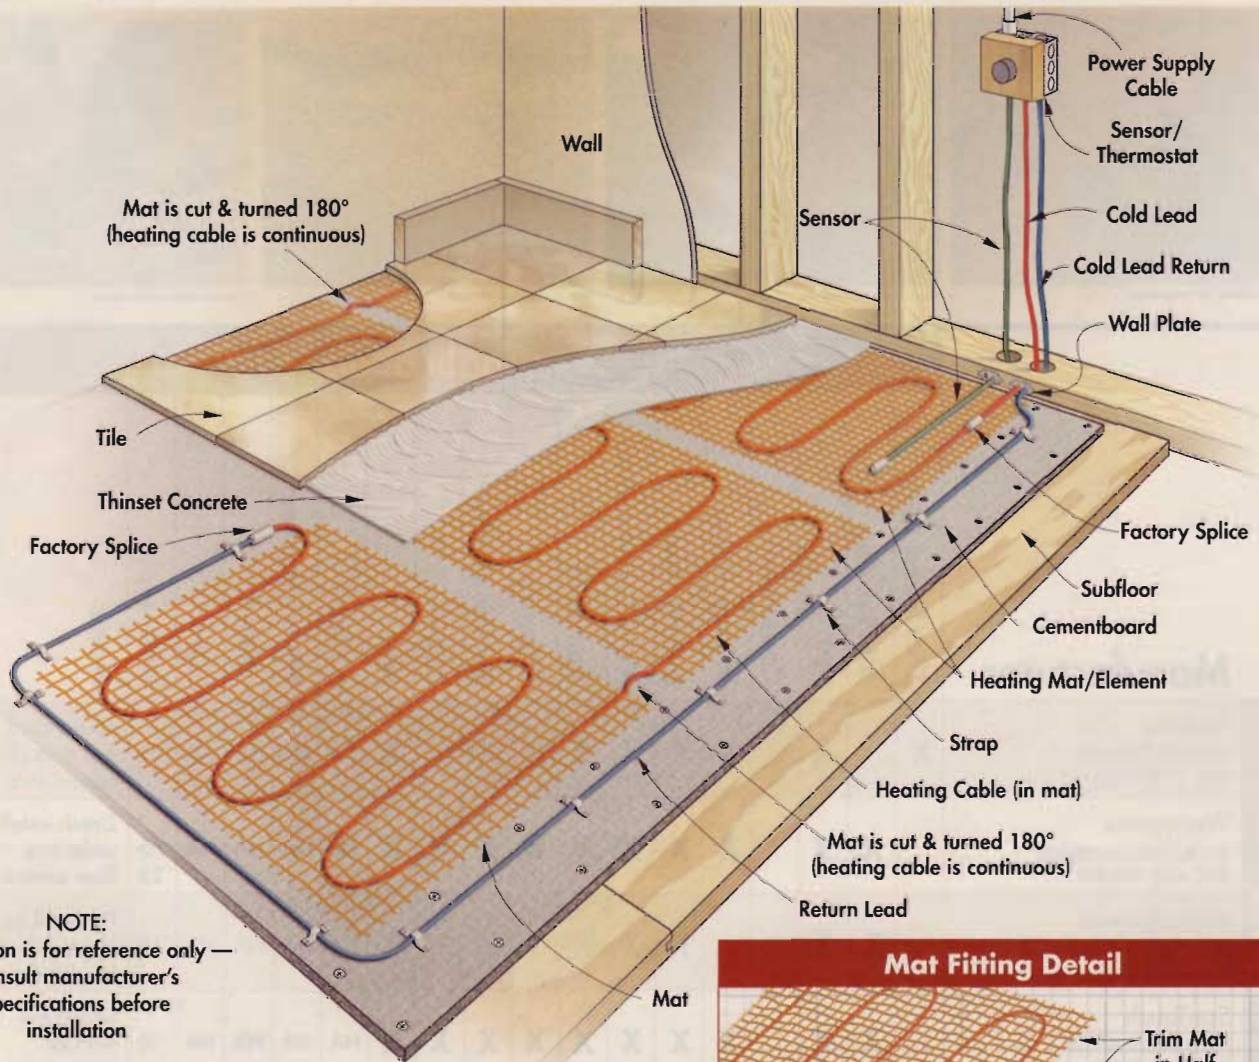 Power Supply
Cable
Sensor/
Thermostat
Wall
Mat is cut & turned 180°
(heating cable is continuous)
Sensor
Cold Lead
Cold Lead Return
Wall Plate
Tile
Thinset Concrete
Factory Splice
Factory Splice
Subfloor
Cementboard
Heating Mat/Element
Strap
Heating Cable (in mat)
Mat is cut & turned 180°
(heating cable is continuous)
Return Lead
NOTE:
is for reference only —
manufacturer's
before
installation
Mat
Mat Fitting Detail
Trim Mat
in Half